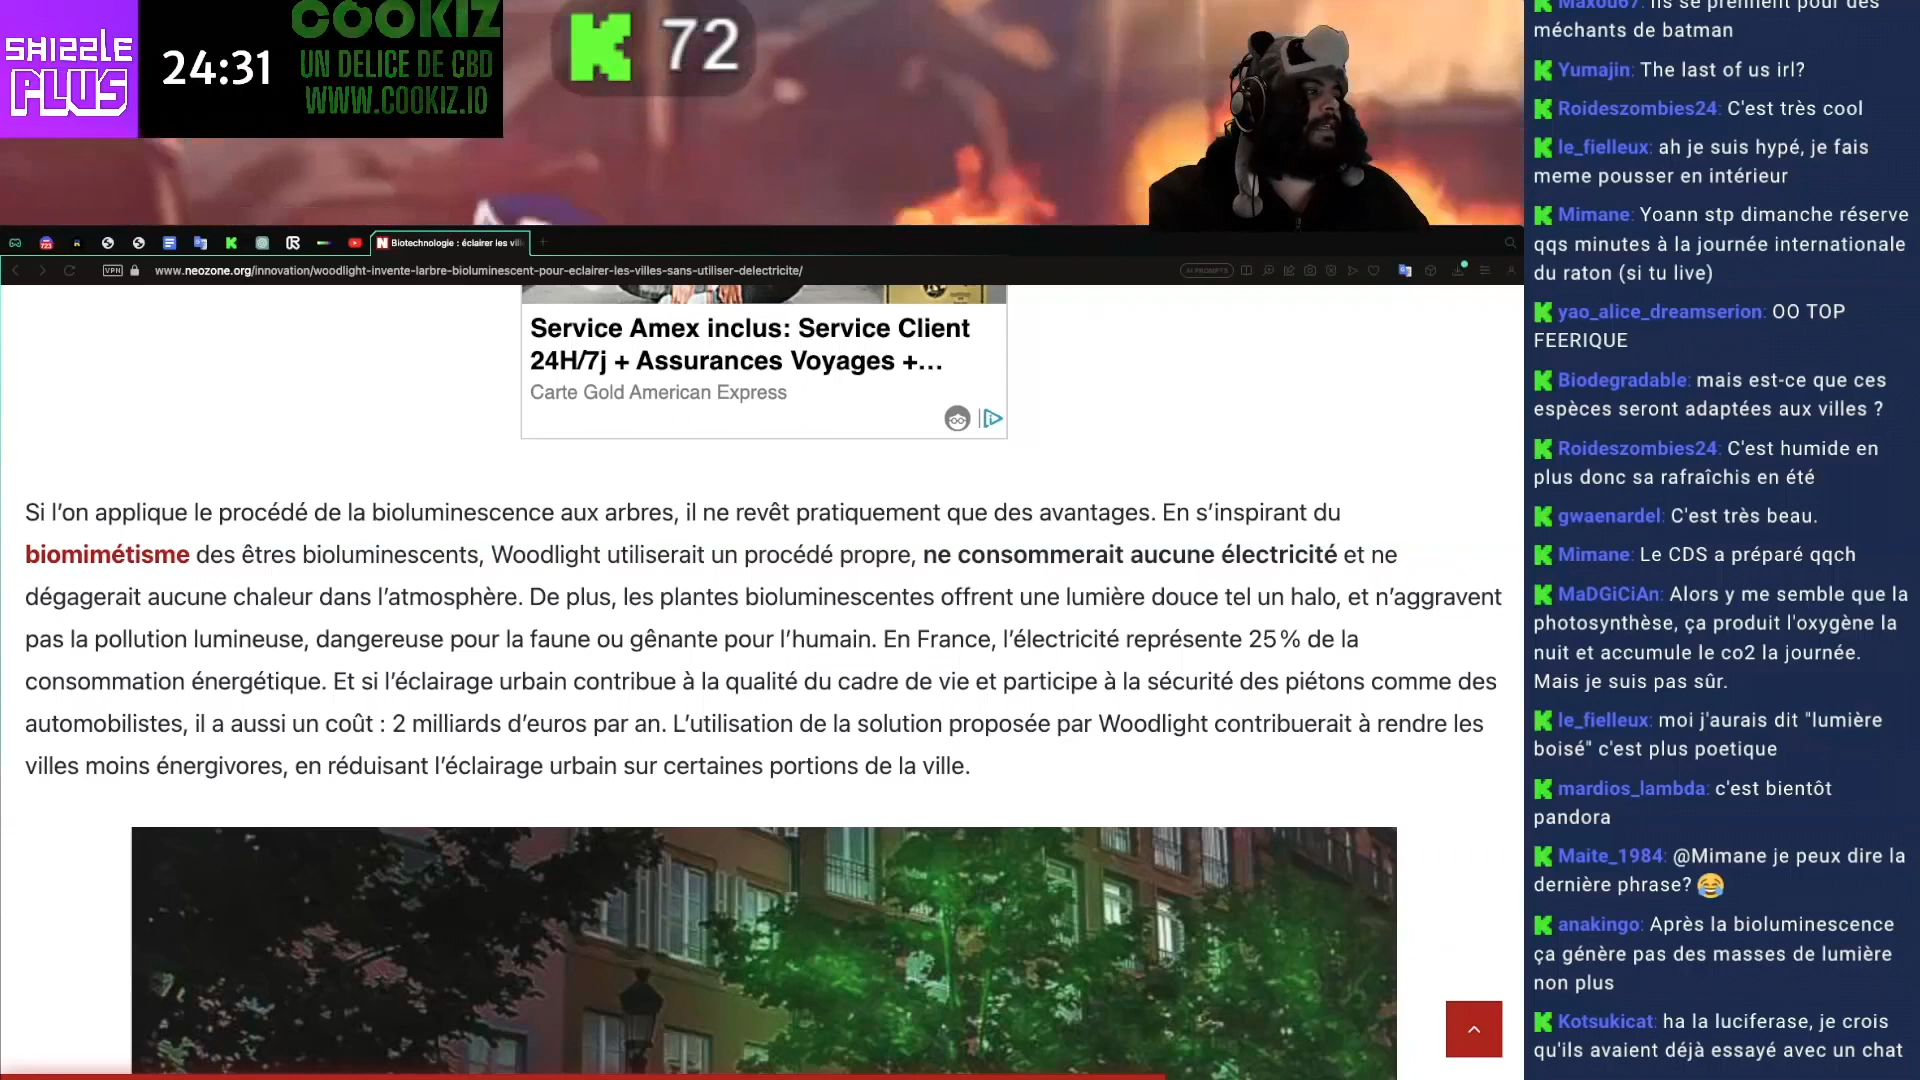 SHIZZLE
PLUS
24:31
COOKIZ
UN DELICE DE CBD
WWW.COOKIZ.IO
72
Biotechnologie : éclairer les vill
VPN
www.neozone.org/innovation/woodlight-invente-larbre-bioluminescent-pour-eclairer-les-villes-sans-utiliser-delectricite/
AI PROMPTS
Service Amex inclus: Service Client
24H/7j + Assurances Voyages +...
Carte Gold American Express
Si l’on applique le procédé de la bioluminescence aux arbres, il ne revêt pratiquement que des avantages. En s’inspirant du
biomimétisme des êtres bioluminescents, Woodlight utiliserait un procédé propre, ne consommerait aucune électricité et ne
dégagerait aucune chaleur dans l’atmosphère. De plus, les plantes bioluminescentes offrent une lumière douce tel un halo, et n’aggravent
pas la pollution lumineuse, dangereuse pour la faune ou gênante pour l’humain. En France, l’électricité représente 25 % de la
consommation énergétique. Et si l’éclairage urbain contribue à la qualité du cadre de vie et participe à la sécurité des piétons comme des
automobilistes, il a aussi un coût : 2 milliards d’euros par an. L’utilisation de la solution proposée par Woodlight contribuerait à rendre les
villes moins énergivores, en réduisant l’éclairage urbain sur certaines portions de la ville.
Maxou67: Ils se prennent pour des
méchants de batman
Yumajin: The last of us irl?
Roideszombies24: C'est très cool
le_fielleux: ah je suis hypé, je fais
meme pousser en intérieur
Mimane: Yoann stp dimanche réserve
qqs minutes à la journée internationale
du raton (si tu live)
yao_alice_dreamserion: OO TOP
FEERIQUE
Biodegradable: mais est-ce que ces
espèces seront adaptées aux villes ?
Roideszombies24: C'est humide en
plus donc sa rafraîchis en été
gwaenardel: C'est très beau.
Mimane: Le CDS a préparé qqch
MaDGiCiAn: Alors y me semble que la
photosynthèse, ça produit l'oxygène la
nuit et accumule le co2 la journée.
Mais je suis pas sûr.
le_fielleux: moi j'aurais dit "lumière
boisé" c'est plus poetique
mardios_lambda: c'est bientôt
pandora
Maite_1984: @Mimane je peux dire la
dernière phrase? 😂
anakingo: Après la bioluminescence
ça génère pas des masses de lumière
non plus
Kotsukicat: ha la luciferase, je crois
qu'ils avaient déjà essayé avec un chat